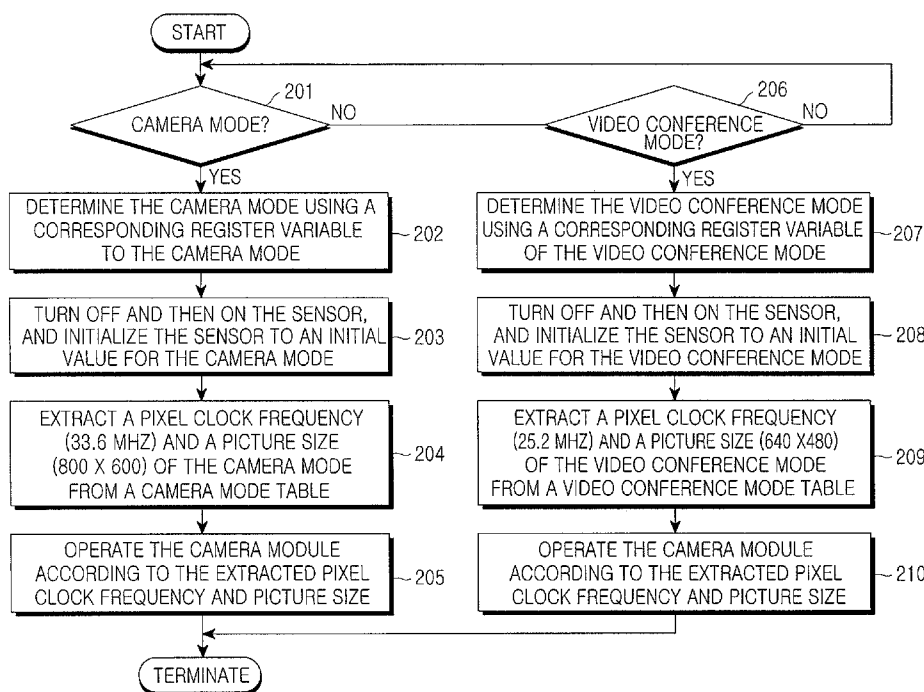 START
201
CAMERA MODE?
NO
YES
206
VIDEO CONFERENCE
MODE?
NO
YES
DETERMINE THE CAMERA MODE USING A
CORRESPONDING REGISTER VARIABLE
TO THE CAMERA MODE
202
DETERMINE THE VIDEO CONFERENCE MODE
USING A CORRESPONDING REGISTER VARIABLE
OF THE VIDEO CONFERENCE MODE
207
TURN OFF AND THEN ON THE SENSOR,
AND INITIALIZE THE SENSOR TO AN INITIAL
VALUE FOR THE CAMERA MODE
203
TURN OFF AND THEN ON THE SENSOR,
AND INITIALIZE THE SENSOR TO AN INITIAL
VALUE FOR THE VIDEO CONFERENCE MODE
208
EXTRACT A PIXEL CLOCK FREQUENCY
(33.6 MHZ) AND A PICTURE SIZE
(800 X 600) OF THE CAMERA MODE
FROM A CAMERA MODE TABLE
204
EXTRACT A PIXEL CLOCK FREQUENCY
(25.2 MHZ) AND A PICTURE SIZE (640 X480)
OF THE VIDEO CONFERENCE MODE
FROM A VIDEO CONFERENCE MODE TABLE
209
OPERATE THE CAMERA MODULE
ACCORDING TO THE EXTRACTED PIXEL
CLOCK FREQUENCY AND PICTURE SIZE
205
OPERATE THE CAMERA MODULE
ACCORDING TO THE EXTRACTED PIXEL
CLOCK FREQUENCY AND PICTURE SIZE
210
TERMINATE